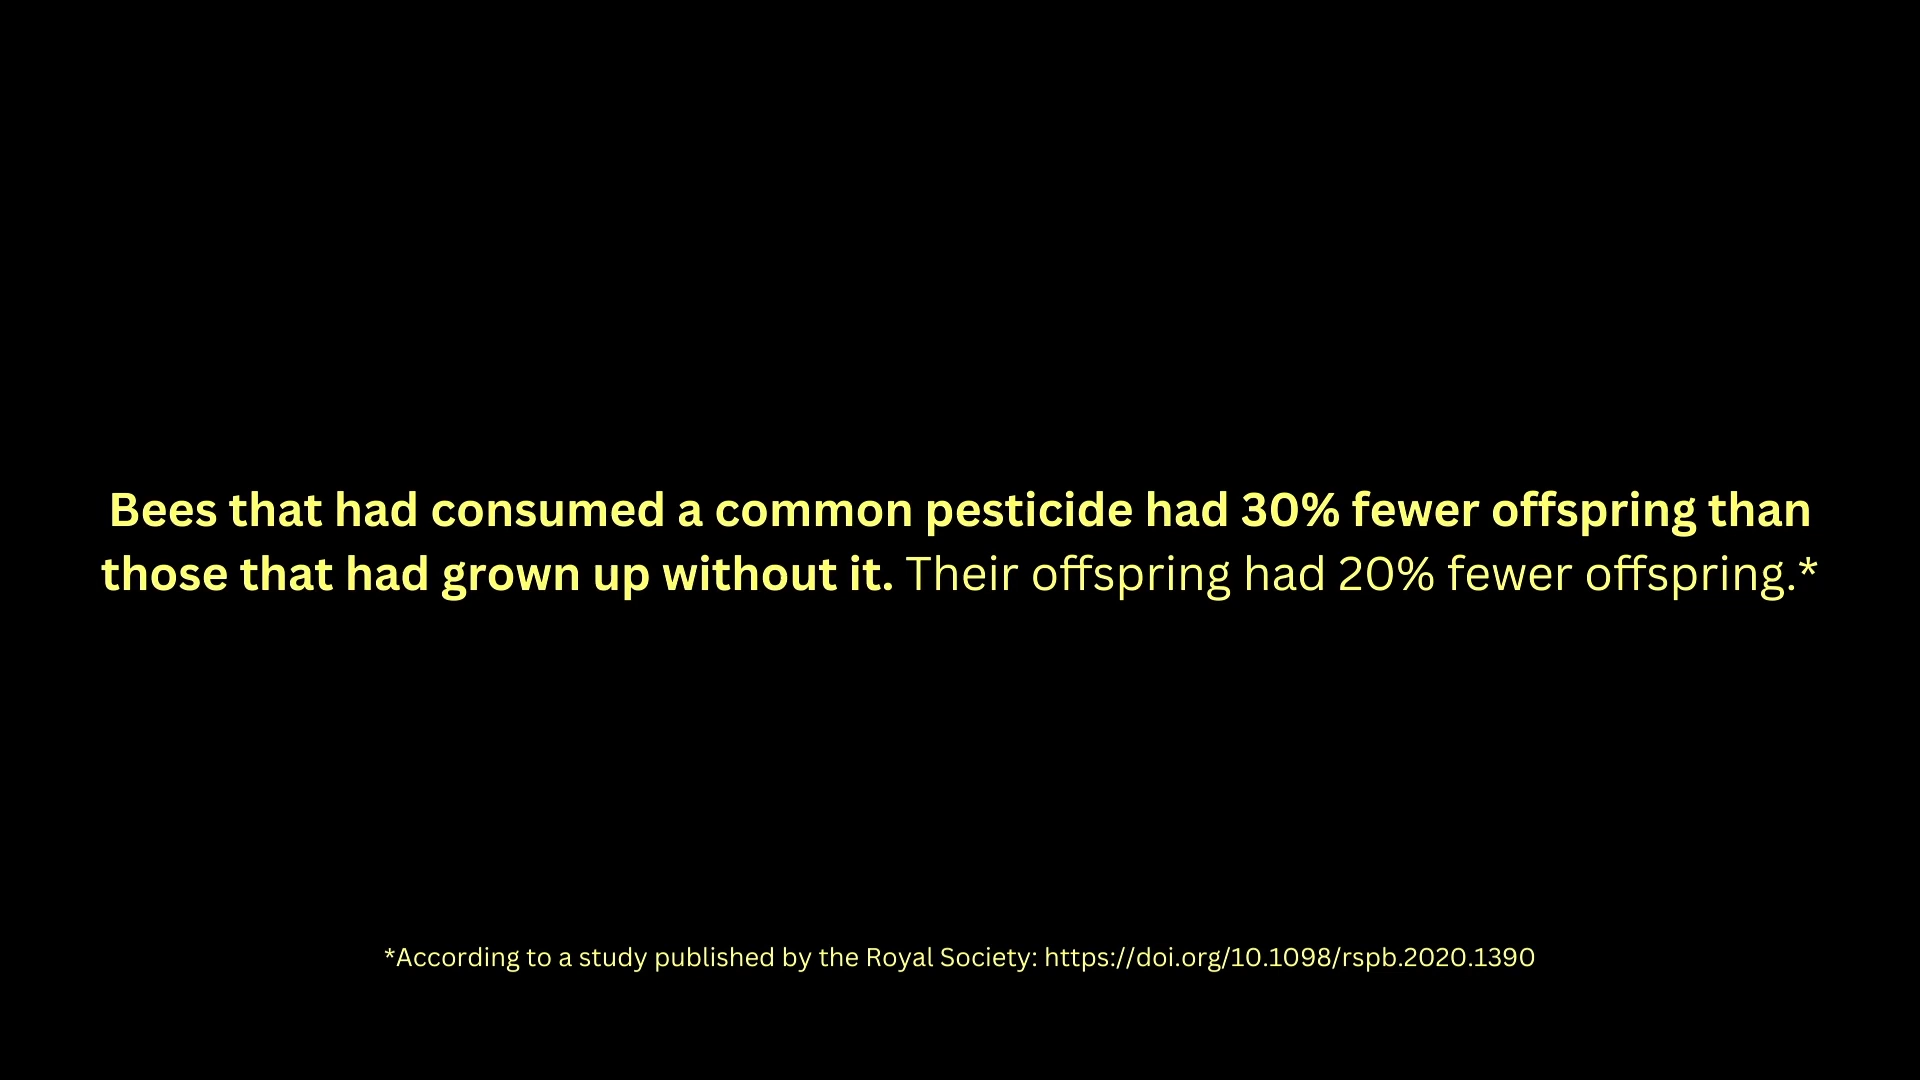 Bees that had consumed a common pesticide had 30% fewer offspring than
those that had grown up without it. Their offspring had 20% fewer offspring.*
*According to a study published by the Royal Society: https://doi.org/10.1098/rspb.2020.1390